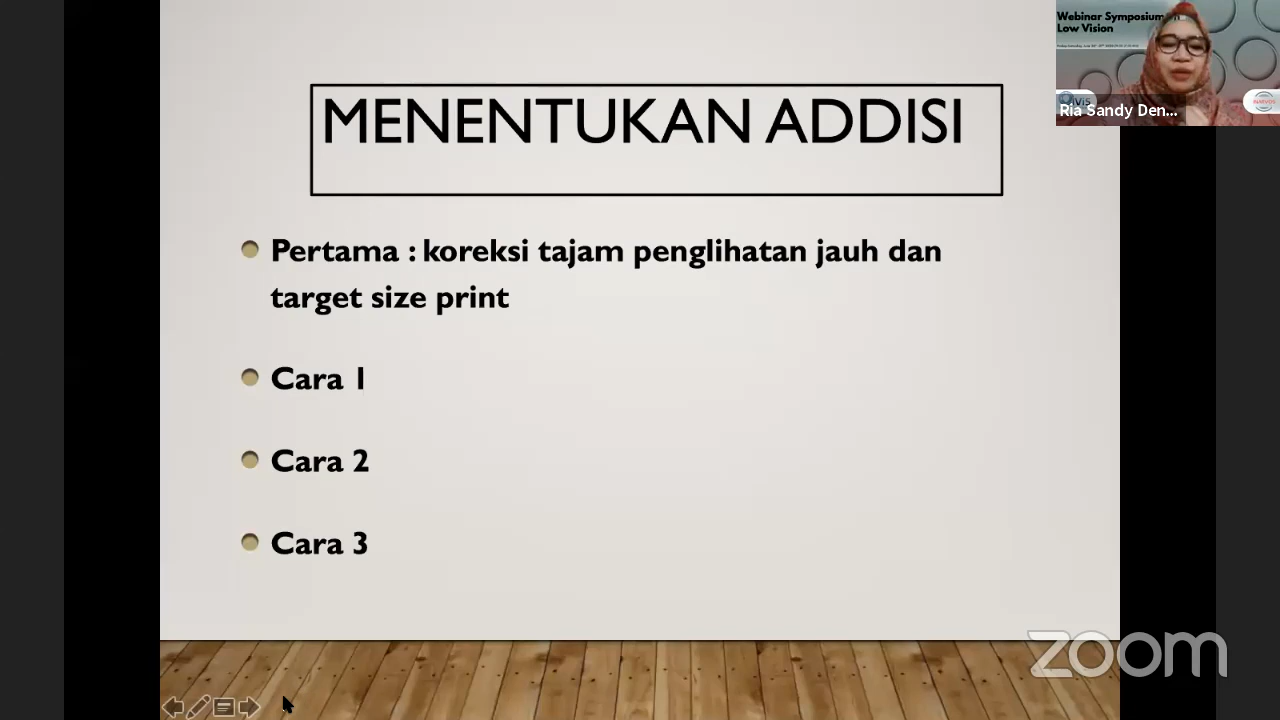 MENENTUKAN ADDISI
Pertama : koreksi tajam penglihatan jauh dan
target size print
Cara 1
Cara 2
Cara 3
Webinar Symposium
Low Vision
Ria Sandy Den...
zoom